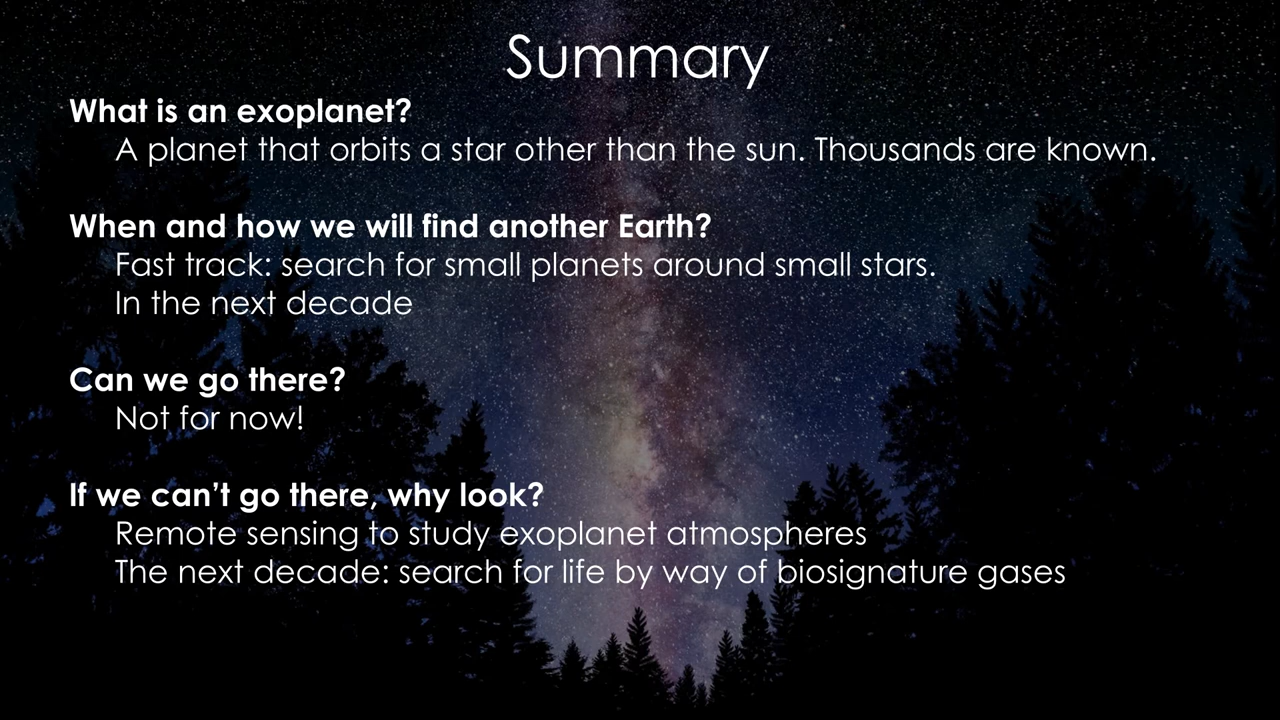 Summary
What is an exoplanet?
A planet that orbits a star other than the sun. Thousands are known.
When and how we will find another Earth?
Fast track: search for small planets around small stars.
In the next decade
Can we go there?
Not for now!
If we can’t go there, why look?
Remote sensing to study exoplanet atmospheres
The next decade: search for life by way of biosignature gases